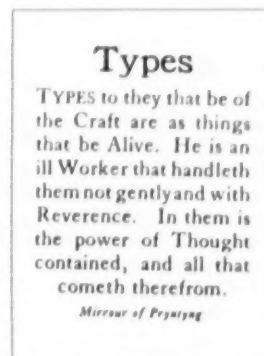 Types
TYPES to they that be of
the Craft are as things
that be Alive. He is an
ill Worker that handleth
them not gently and with
Reverence. In them is
the power of Thought
contained, and all that
cometh therefrom.
Mirrour of Pryntyng